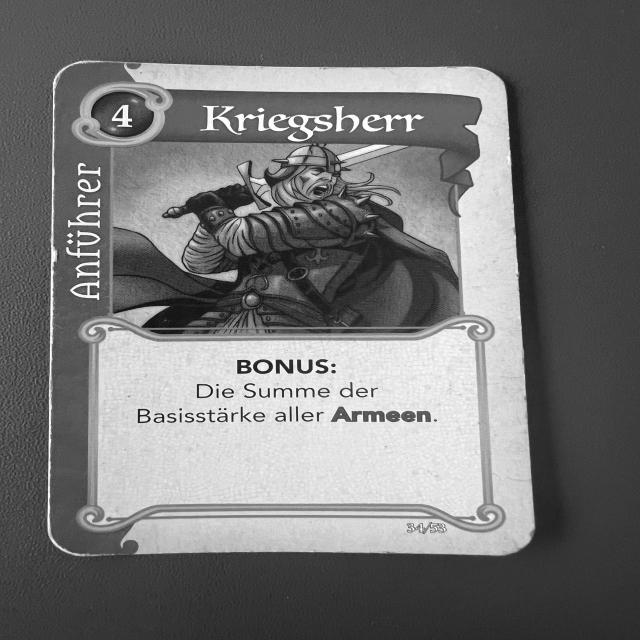 4
Kriegsherr
Anführer
BONUS:
Die Summe der
Basisstärke aller Armeen.
34/53